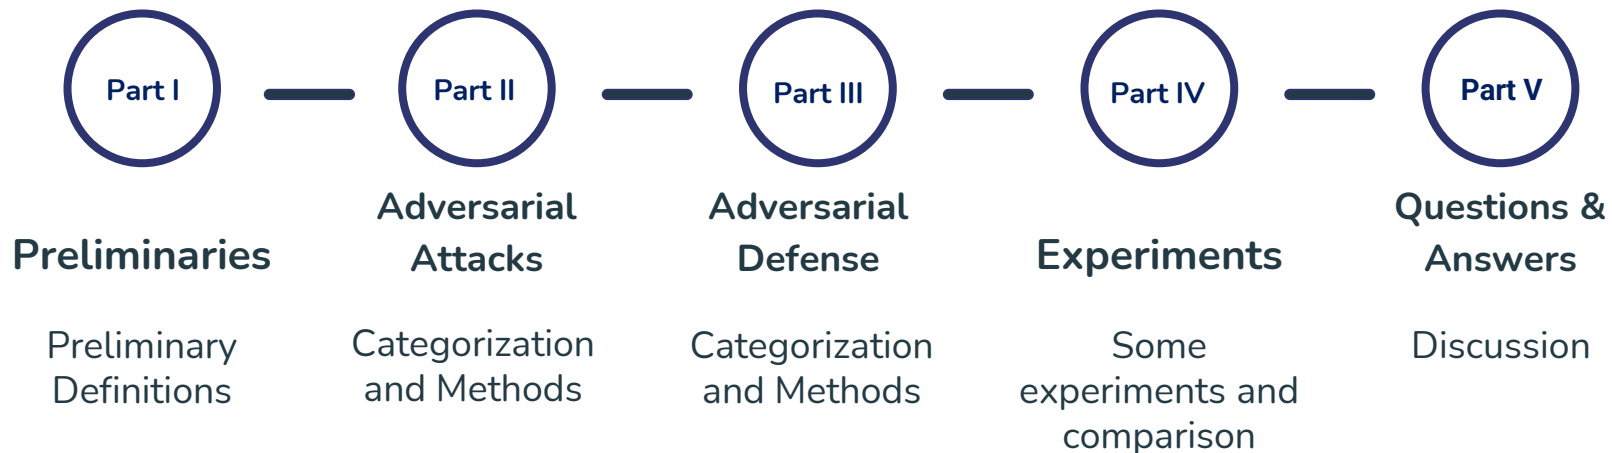 Part I
Preliminaries
Preliminary
Definitions
Part II
Adversarial
Attacks
Categorization
and Methods
Part III
Adversarial
Defense
Categorization
and Methods
Part IV
Experiments
Some
experiments and
comparison
Part V
Questions &
Answers
Discussion